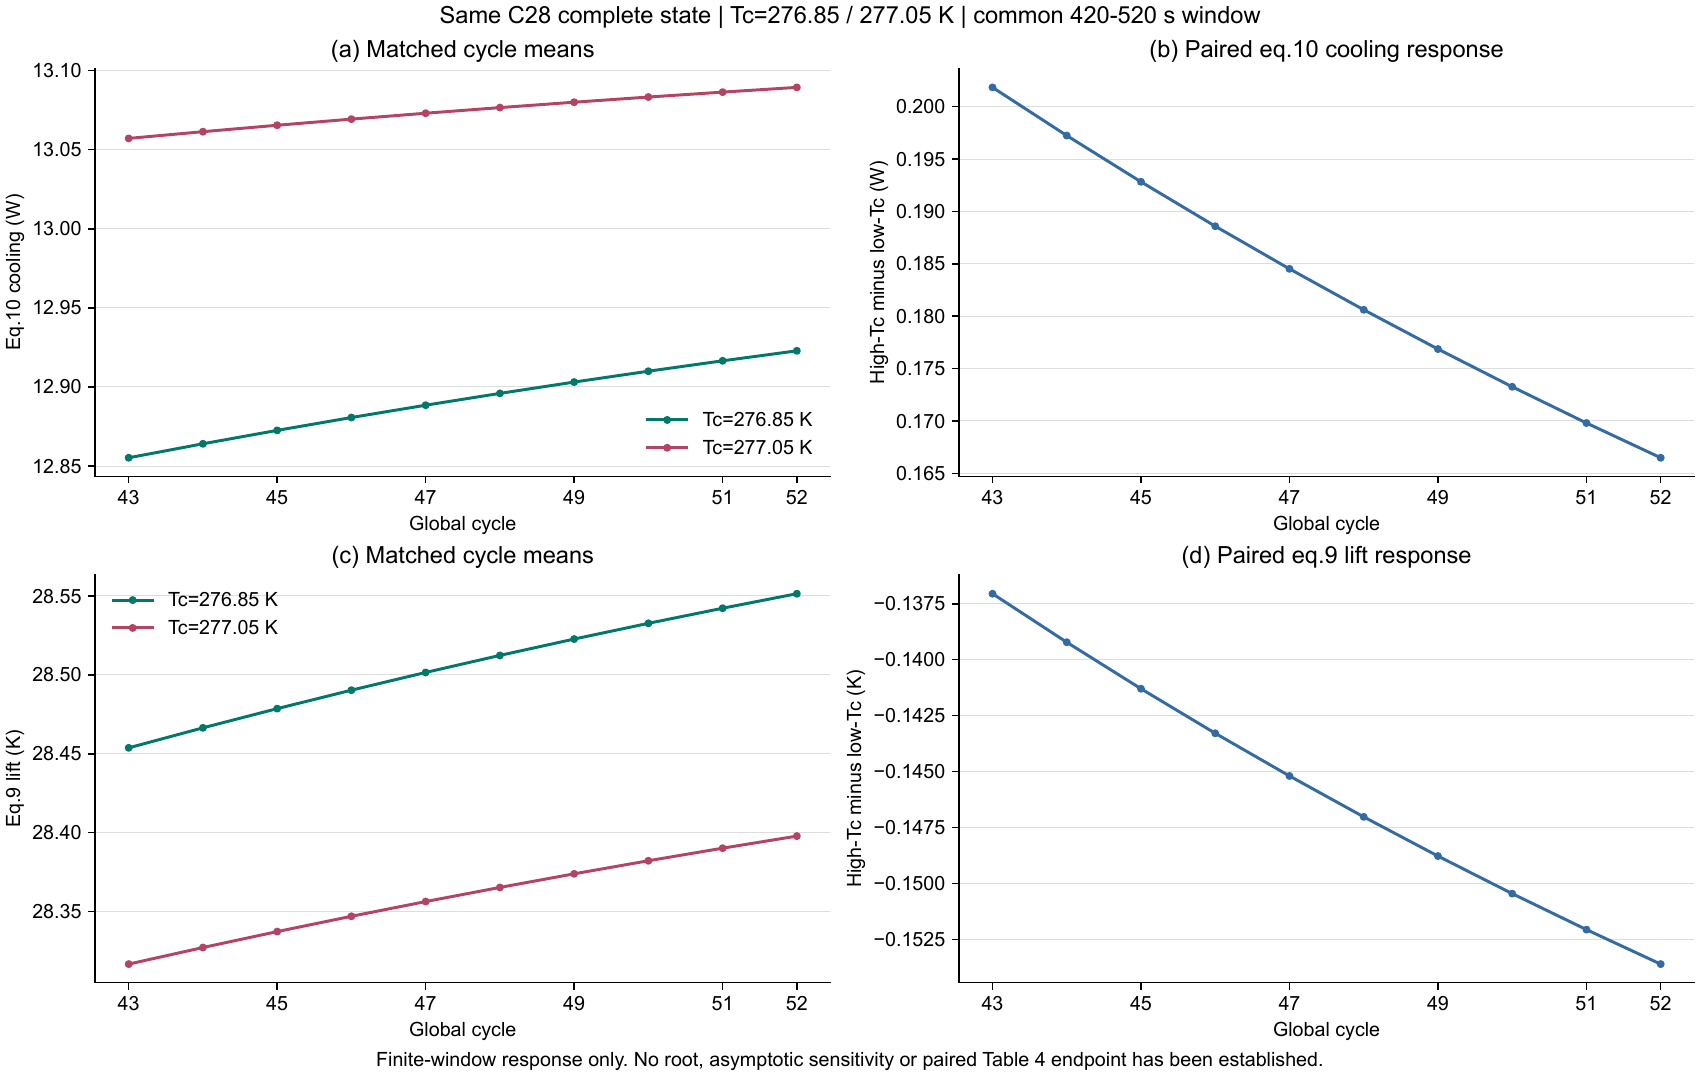 Same C28 complete state | Tc=276.85 / 277.05 K | common 420-520 s window
(a) Matched cycle means
13.10
13.05
13.00
12.95
12.90
12.85
Eq.10 cooling (W)
Tc=276.85 K
Tc=277.05 K
43
45
47
49
51
52
Global cycle
(b) Paired eq.10 cooling response
0.200
0.195
0.190
0.185
0.180
0.175
0.170
0.165
High-Tc minus low-Tc (W)
43
45
47
49
51
52
Global cycle
(c) Matched cycle means
28.55
28.50
28.45
28.40
28.35
Eq.9 lift (K)
Tc=276.85 K
Tc=277.05 K
43
45
47
49
51
52
Global cycle
(d) Paired eq.9 lift response
−0.1375
−0.1400
−0.1425
−0.1450
−0.1475
−0.1500
−0.1525
High-Tc minus low-Tc (K)
43
45
47
49
51
52
Global cycle
Finite-window response only. No root, asymptotic sensitivity or paired Table 4 endpoint has been established.